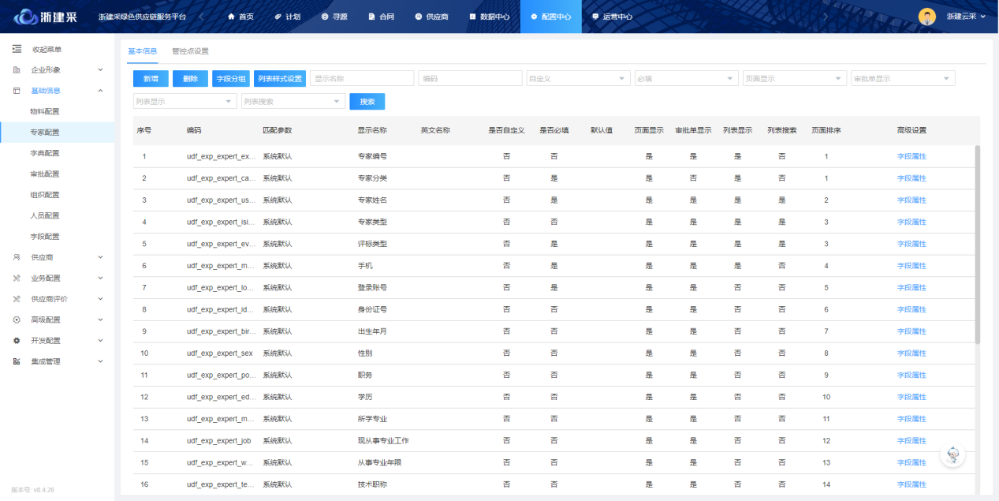 浙建采 浙建采绿色供应链服务平台 首页 计划 寻源 合同 供应商 数据中心 配置中心 运营中心 浙建云采
收起菜单
企业形象
基础信息
物料配置
专家配置
字典配置
审批配置
组织配置
人员配置
字段配置
供应商
业务配置
供应商评价
高级配置
开发配置
集成管理
版本号: v8.4.26
基本信息 管控点设置
新增 删除 字段分组 列表样式设置 显示名称 编码 自定义 必填 页面显示 审批单显示
列表显示 列表搜索 搜索
序号 编码 匹配参数 显示名称 英文名称 是否自定义 是否必填 默认值 页面显示 审批单显示 列表显示 列表搜索 页面排序 高级设置
1 udf_exp_expert_ex... 系统默认 专家编号 否 否 是 是 是 否 1 字段属性
2 udf_exp_expert_ca... 系统默认 专家分类 否 是 是 否 是 否 1 字段属性
3 udf_exp_expert_us... 系统默认 专家姓名 否 是 是 是 是 是 2 字段属性
4 udf_exp_expert_isi... 系统默认 专家类型 否 否 是 是 是 是 3 字段属性
5 udf_exp_expert_ev... 系统默认 评标类型 否 是 是 是 是 是 3 字段属性
6 udf_exp_expert_m... 系统默认 手机 否 是 是 是 是 否 4 字段属性
7 udf_exp_expert_lo... 系统默认 登录账号 否 是 是 是 否 否 5 字段属性
8 udf_exp_expert_id... 系统默认 身份证号 否 否 是 是 否 否 6 字段属性
9 udf_exp_expert_bir... 系统默认 出生年月 否 否 是 是 否 否 7 字段属性
10 udf_exp_expert_sex 系统默认 性别 否 否 是 是 否 否 8 字段属性
11 udf_exp_expert_po... 系统默认 职务 否 否 是 是 否 否 9 字段属性
12 udf_exp_expert_ed... 系统默认 学历 否 否 是 是 否 否 10 字段属性
13 udf_exp_expert_m... 系统默认 所学专业 否 否 是 是 否 否 11 字段属性
14 udf_exp_expert_job 系统默认 现从事专业工作 否 否 是 是 否 否 12 字段属性
15 udf_exp_expert_w... 系统默认 从事专业年限 否 否 是 是 否 否 13 字段属性
16 udf_exp_expert_te... 系统默认 技术职称 否 否 是 是 否 否 14 字段属性